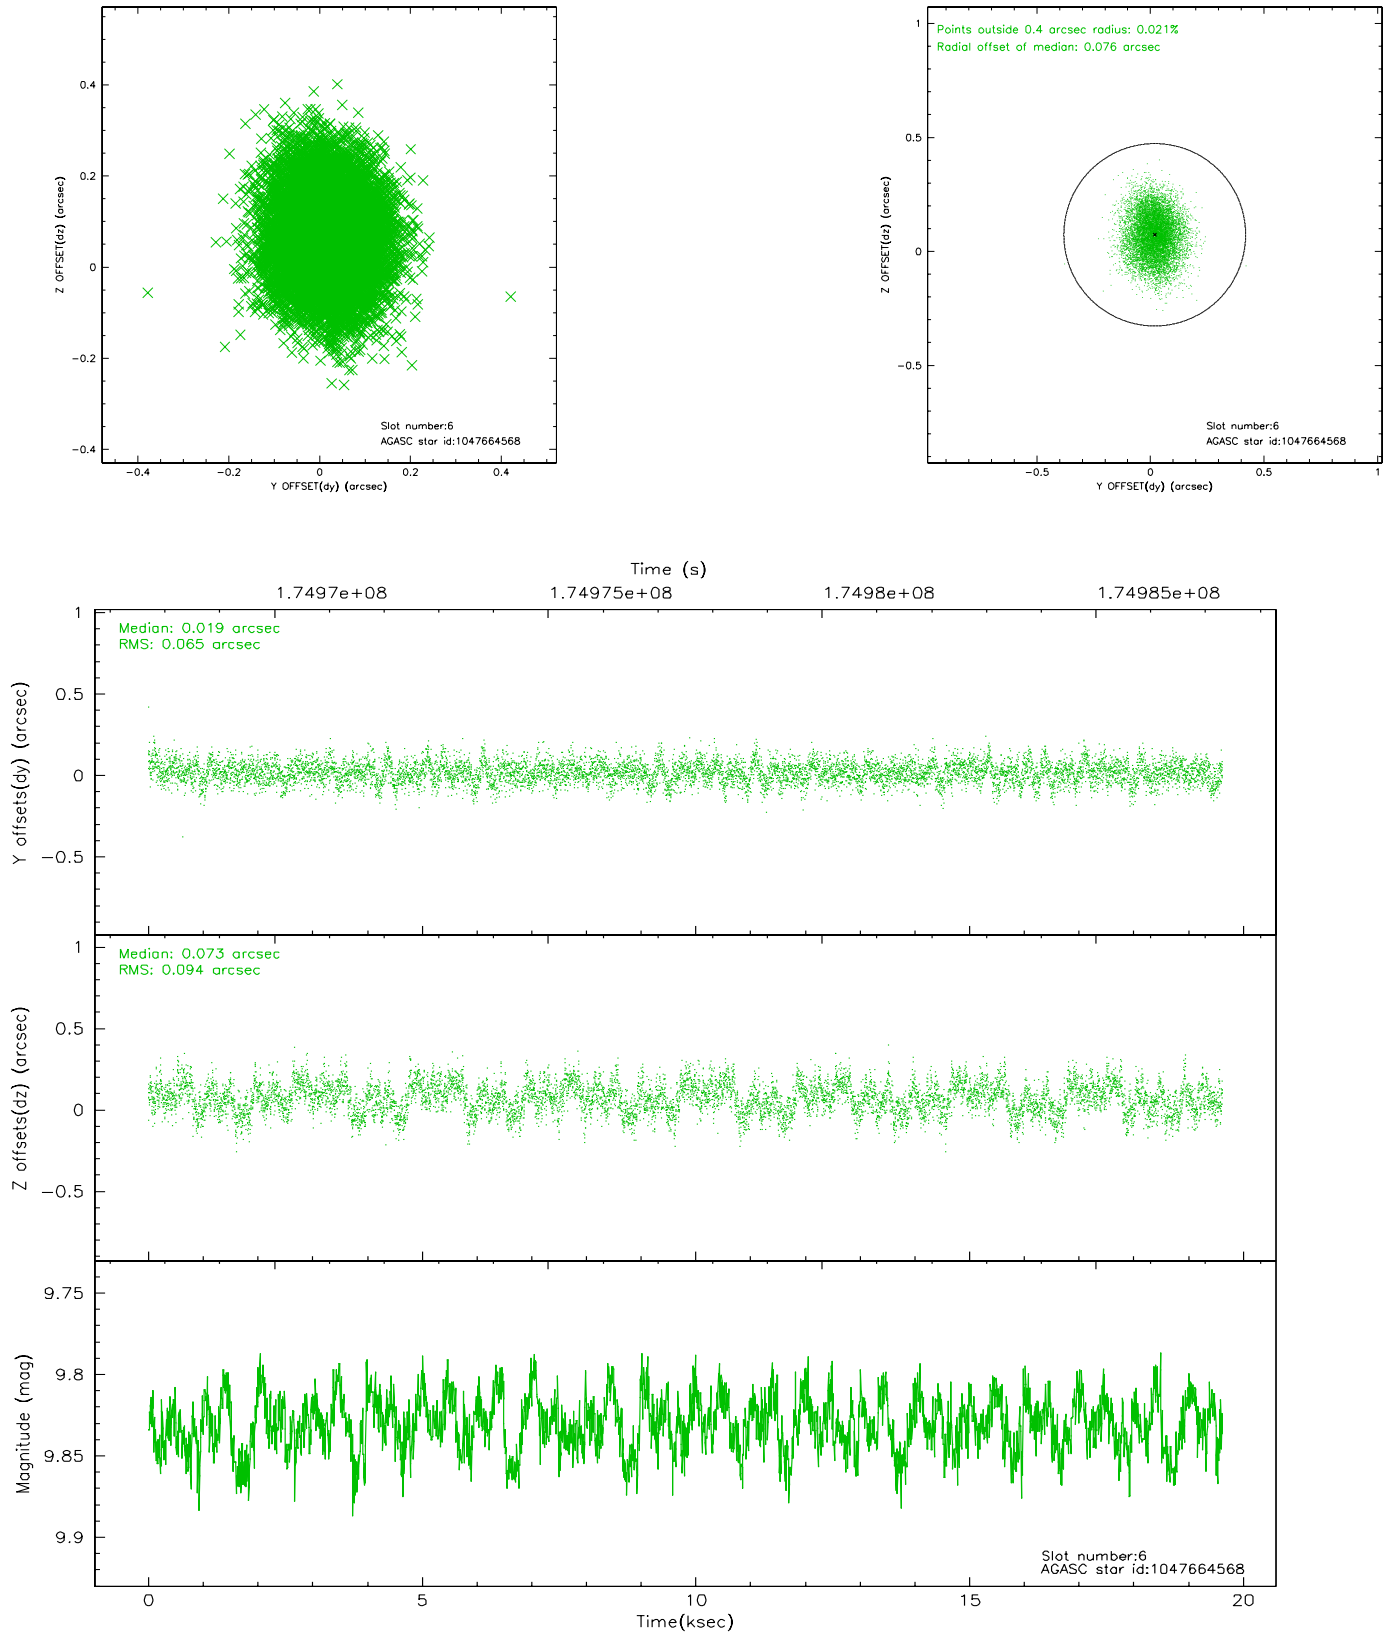 0.4
0.2
0
−0.2
−0.4
Z OFFSET(dz) (arcsec)
Slot number:6
AGASC star id:1047664568
−0.4 −0.2 0 0.2 0.4
Y OFFSET(dy) (arcsec)
Points outside 0.4 arcsec radius: 0.021%
Radial offset of median: 0.076 arcsec
1
0.5
0
−0.5
Z OFFSET(dz) (arcsec)
Slot number:6
AGASC star id:1047664568
−0.5 0 0.5 1
Y OFFSET(dy) (arcsec)
Time (s)
1.7497e+08 1.74975e+08 1.7498e+08 1.74985e+08
Median: 0.019 arcsec
RMS: 0.065 arcsec
1
0.5
0
−0.5
Y offsets(dy) (arcsec)
Median: 0.073 arcsec
RMS: 0.094 arcsec
1
0.5
0
−0.5
Z offsets(dz) (arcsec)
9.75
9.8
9.85
9.9
Magnitude (mag)
Slot number:6
AGASC star id:1047664568
0 5 10 15 20
Time(ksec)